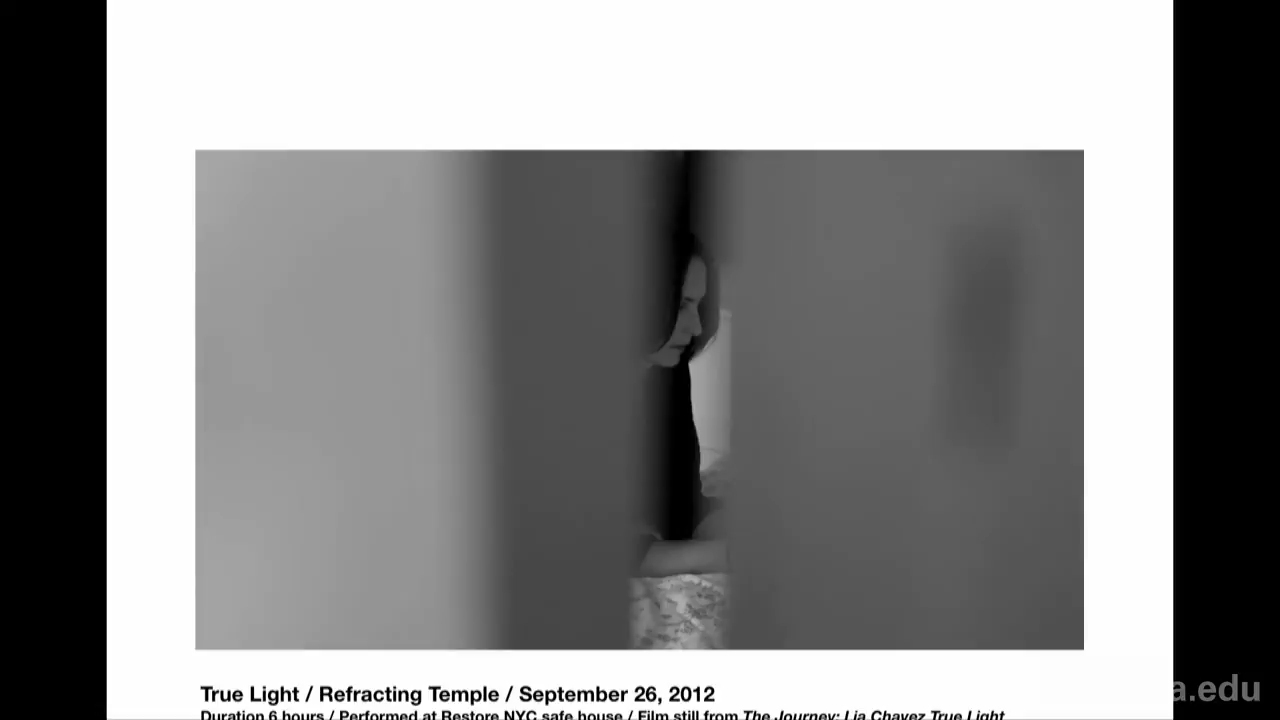 True Light / Refracting Temple / September 26, 2012
Duration 6 hours / Performed at Restore NYC safe house / Film still from The Journey: Lia Chavez True Light
a.edu